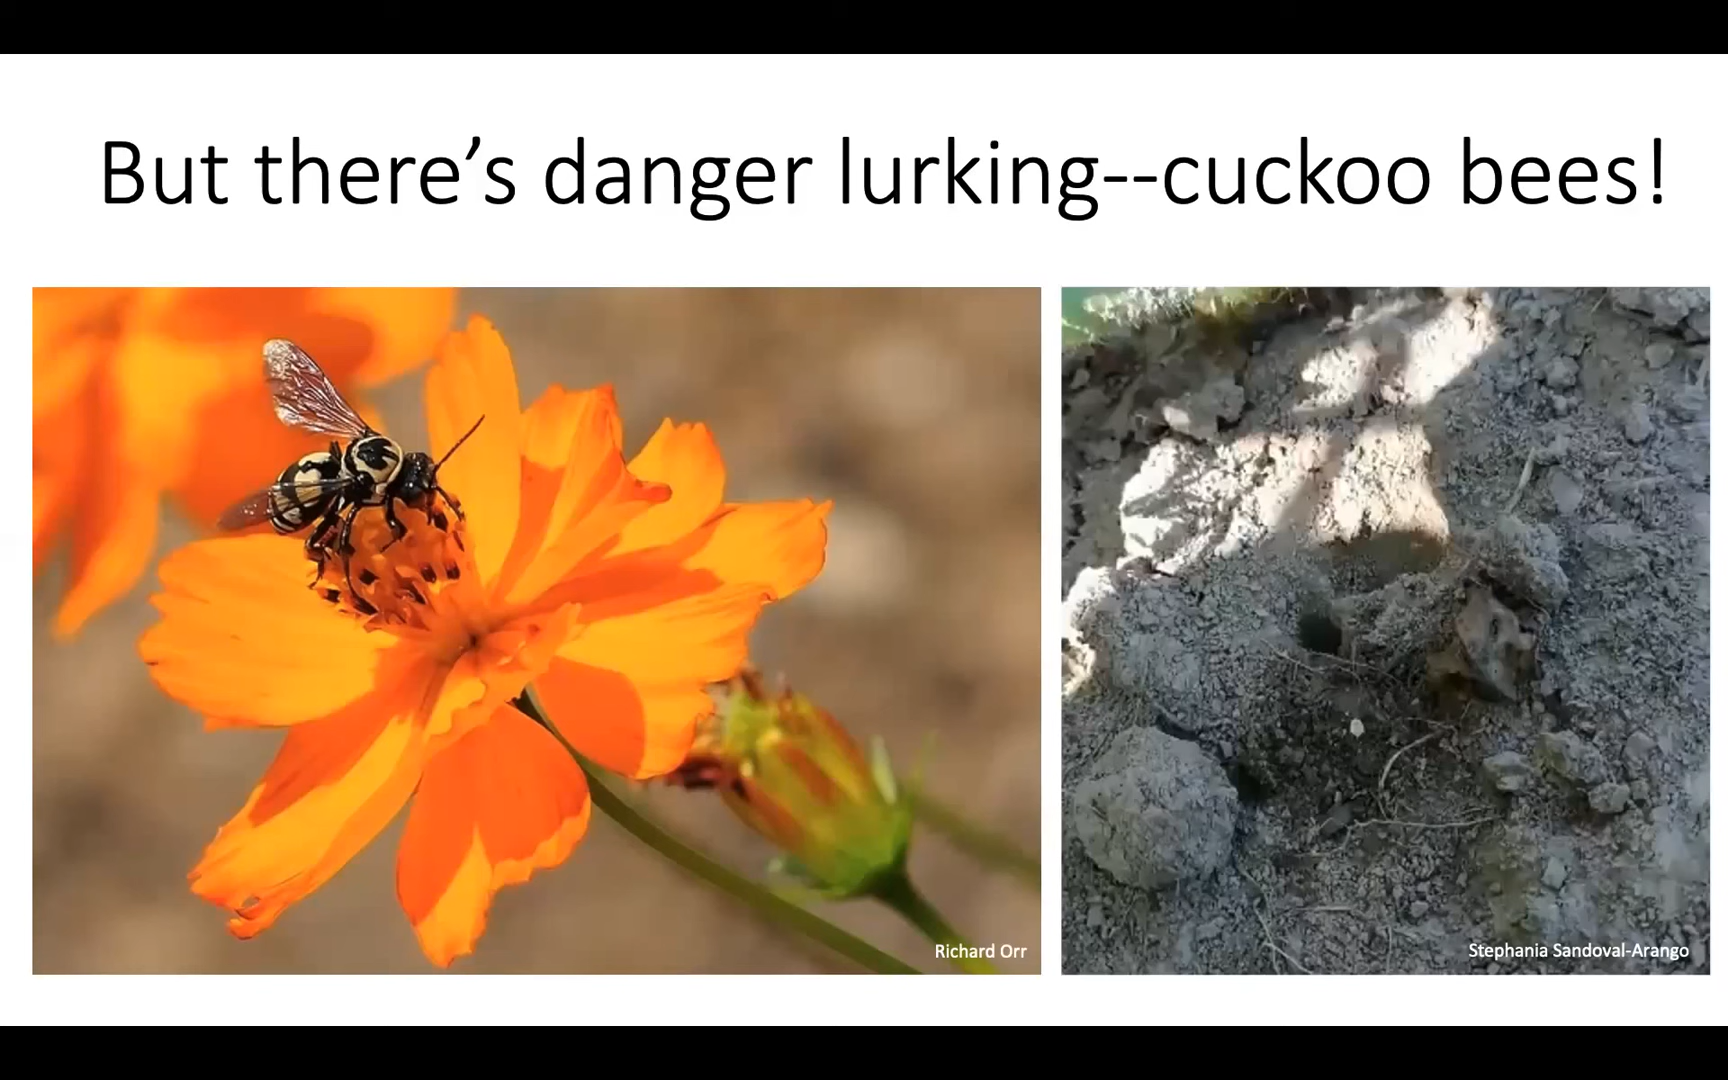 But there’s danger lurking--cuckoo bees!
Richard Orr
Stephania Sandoval-Arango